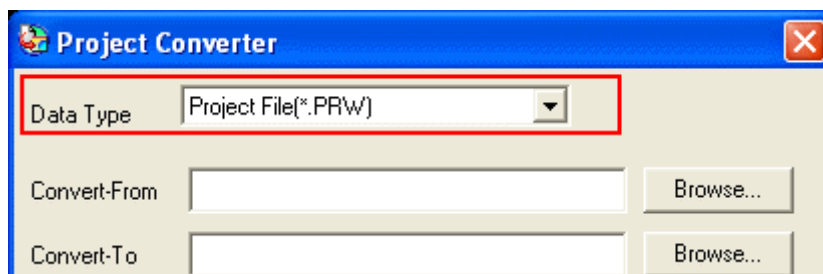 Project Converter
Data Type Project File(*.PRW)
Convert-From Browse...
Convert-To Browse...